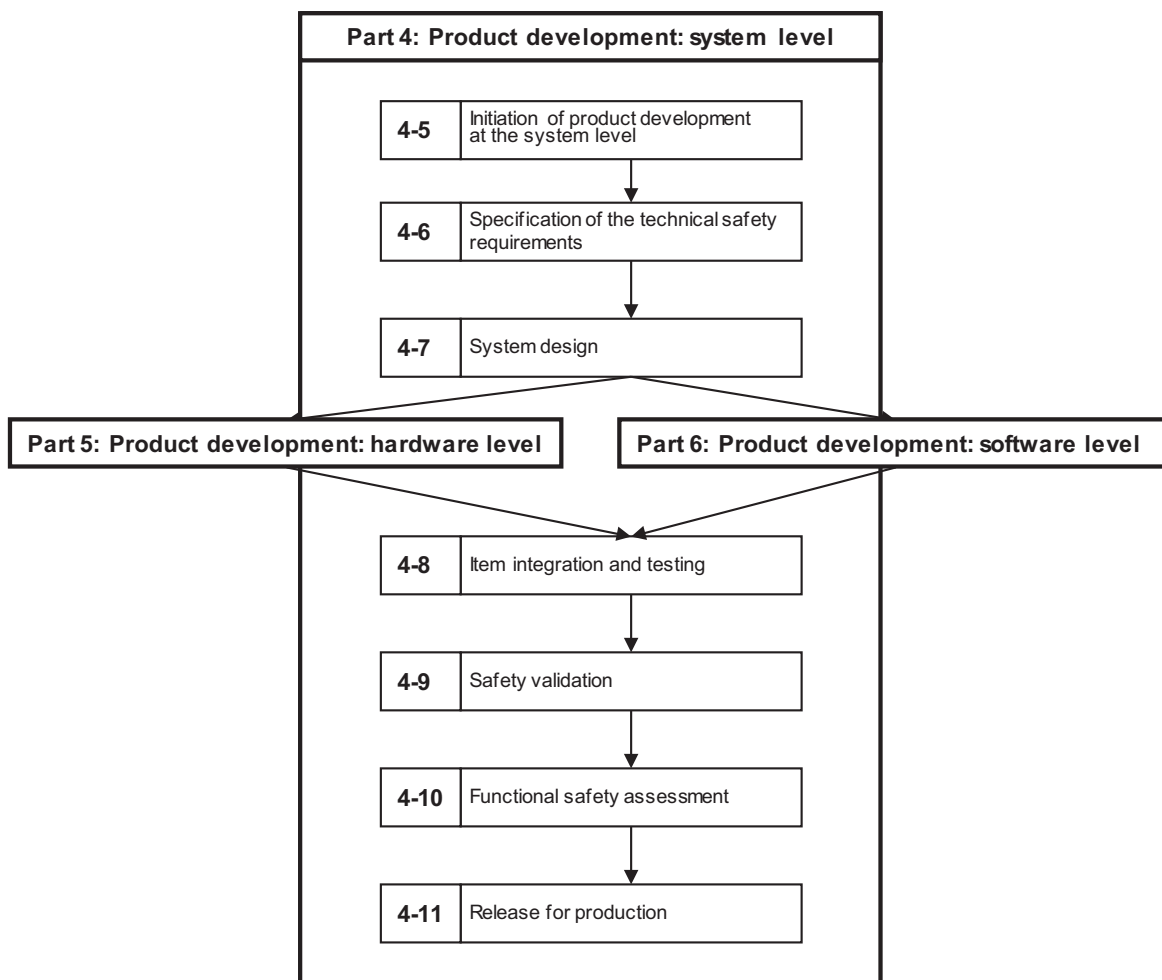 Part 4: Product development: system level
4-5
Initiation of product development
at the system level
4-6
Specification of the technical safety
requirements
4-7
System design
Part 5: Product development: hardware level
Part 6: Product development: software level
4-8
Item integration and testing
4-9
Safety validation
4-10
Functional safety assessment
4-11
Release for production